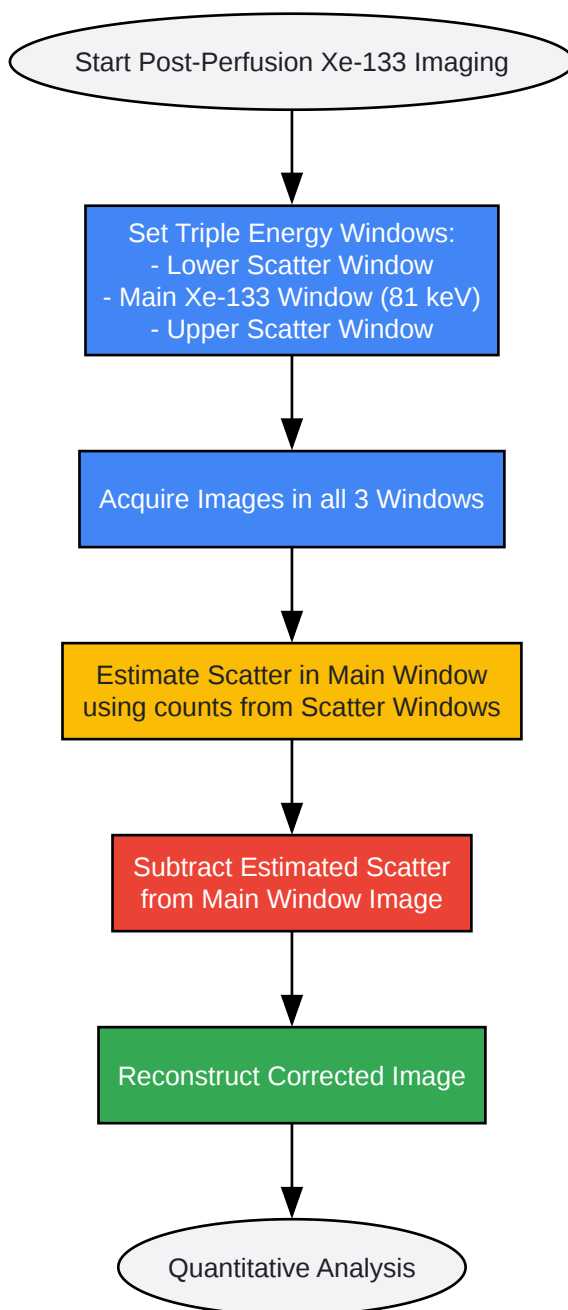 Start Post-Perfusion Xe-133 Imaging
Set Triple Energy Windows:
- Lower Scatter Window
- Main Xe-133 Window (81 keV)
- Upper Scatter Window
Acquire Images in all 3 Windows
Estimate Scatter in Main Window
using counts from Scatter Windows
Subtract Estimated Scatter
from Main Window Image
Reconstruct Corrected Image
Quantitative Analysis